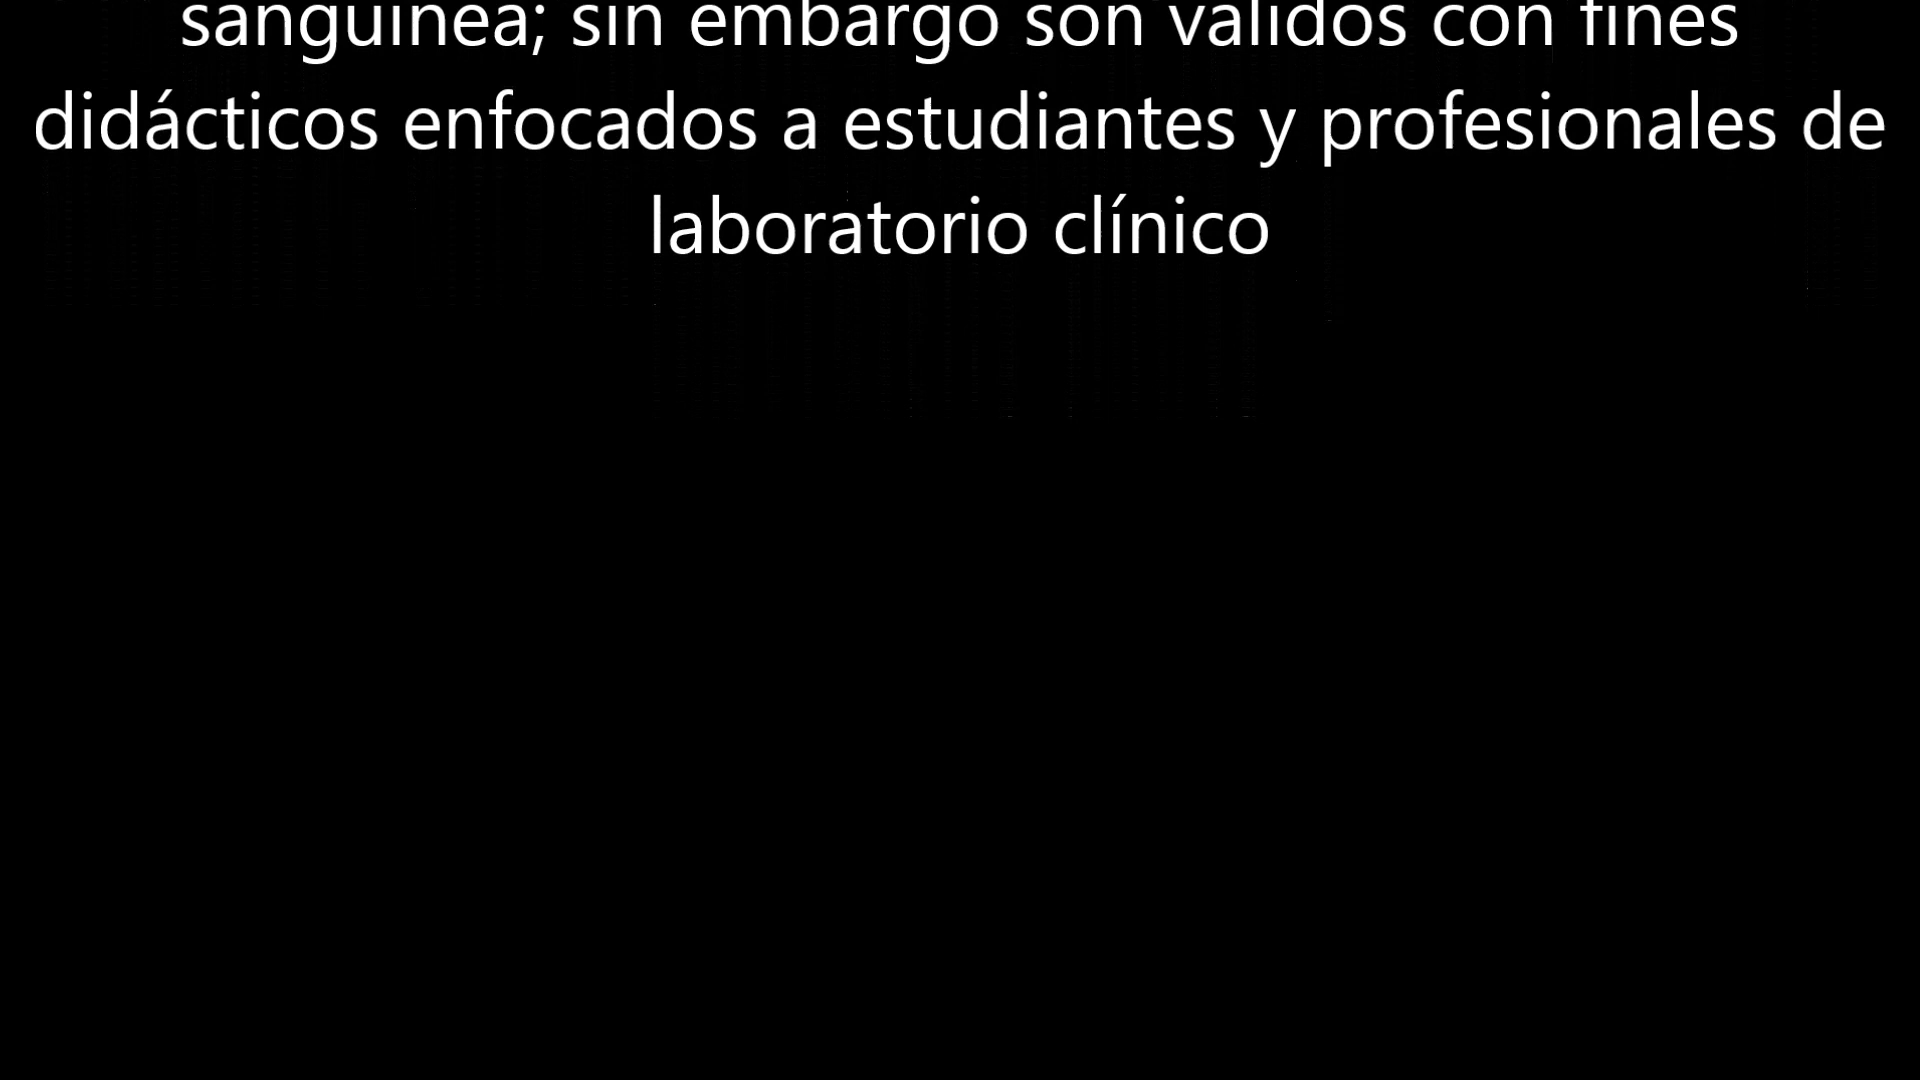 sanguínea; sin embargo son válidos con fines
didácticos enfocados a estudiantes y profesionales de
laboratorio clínico